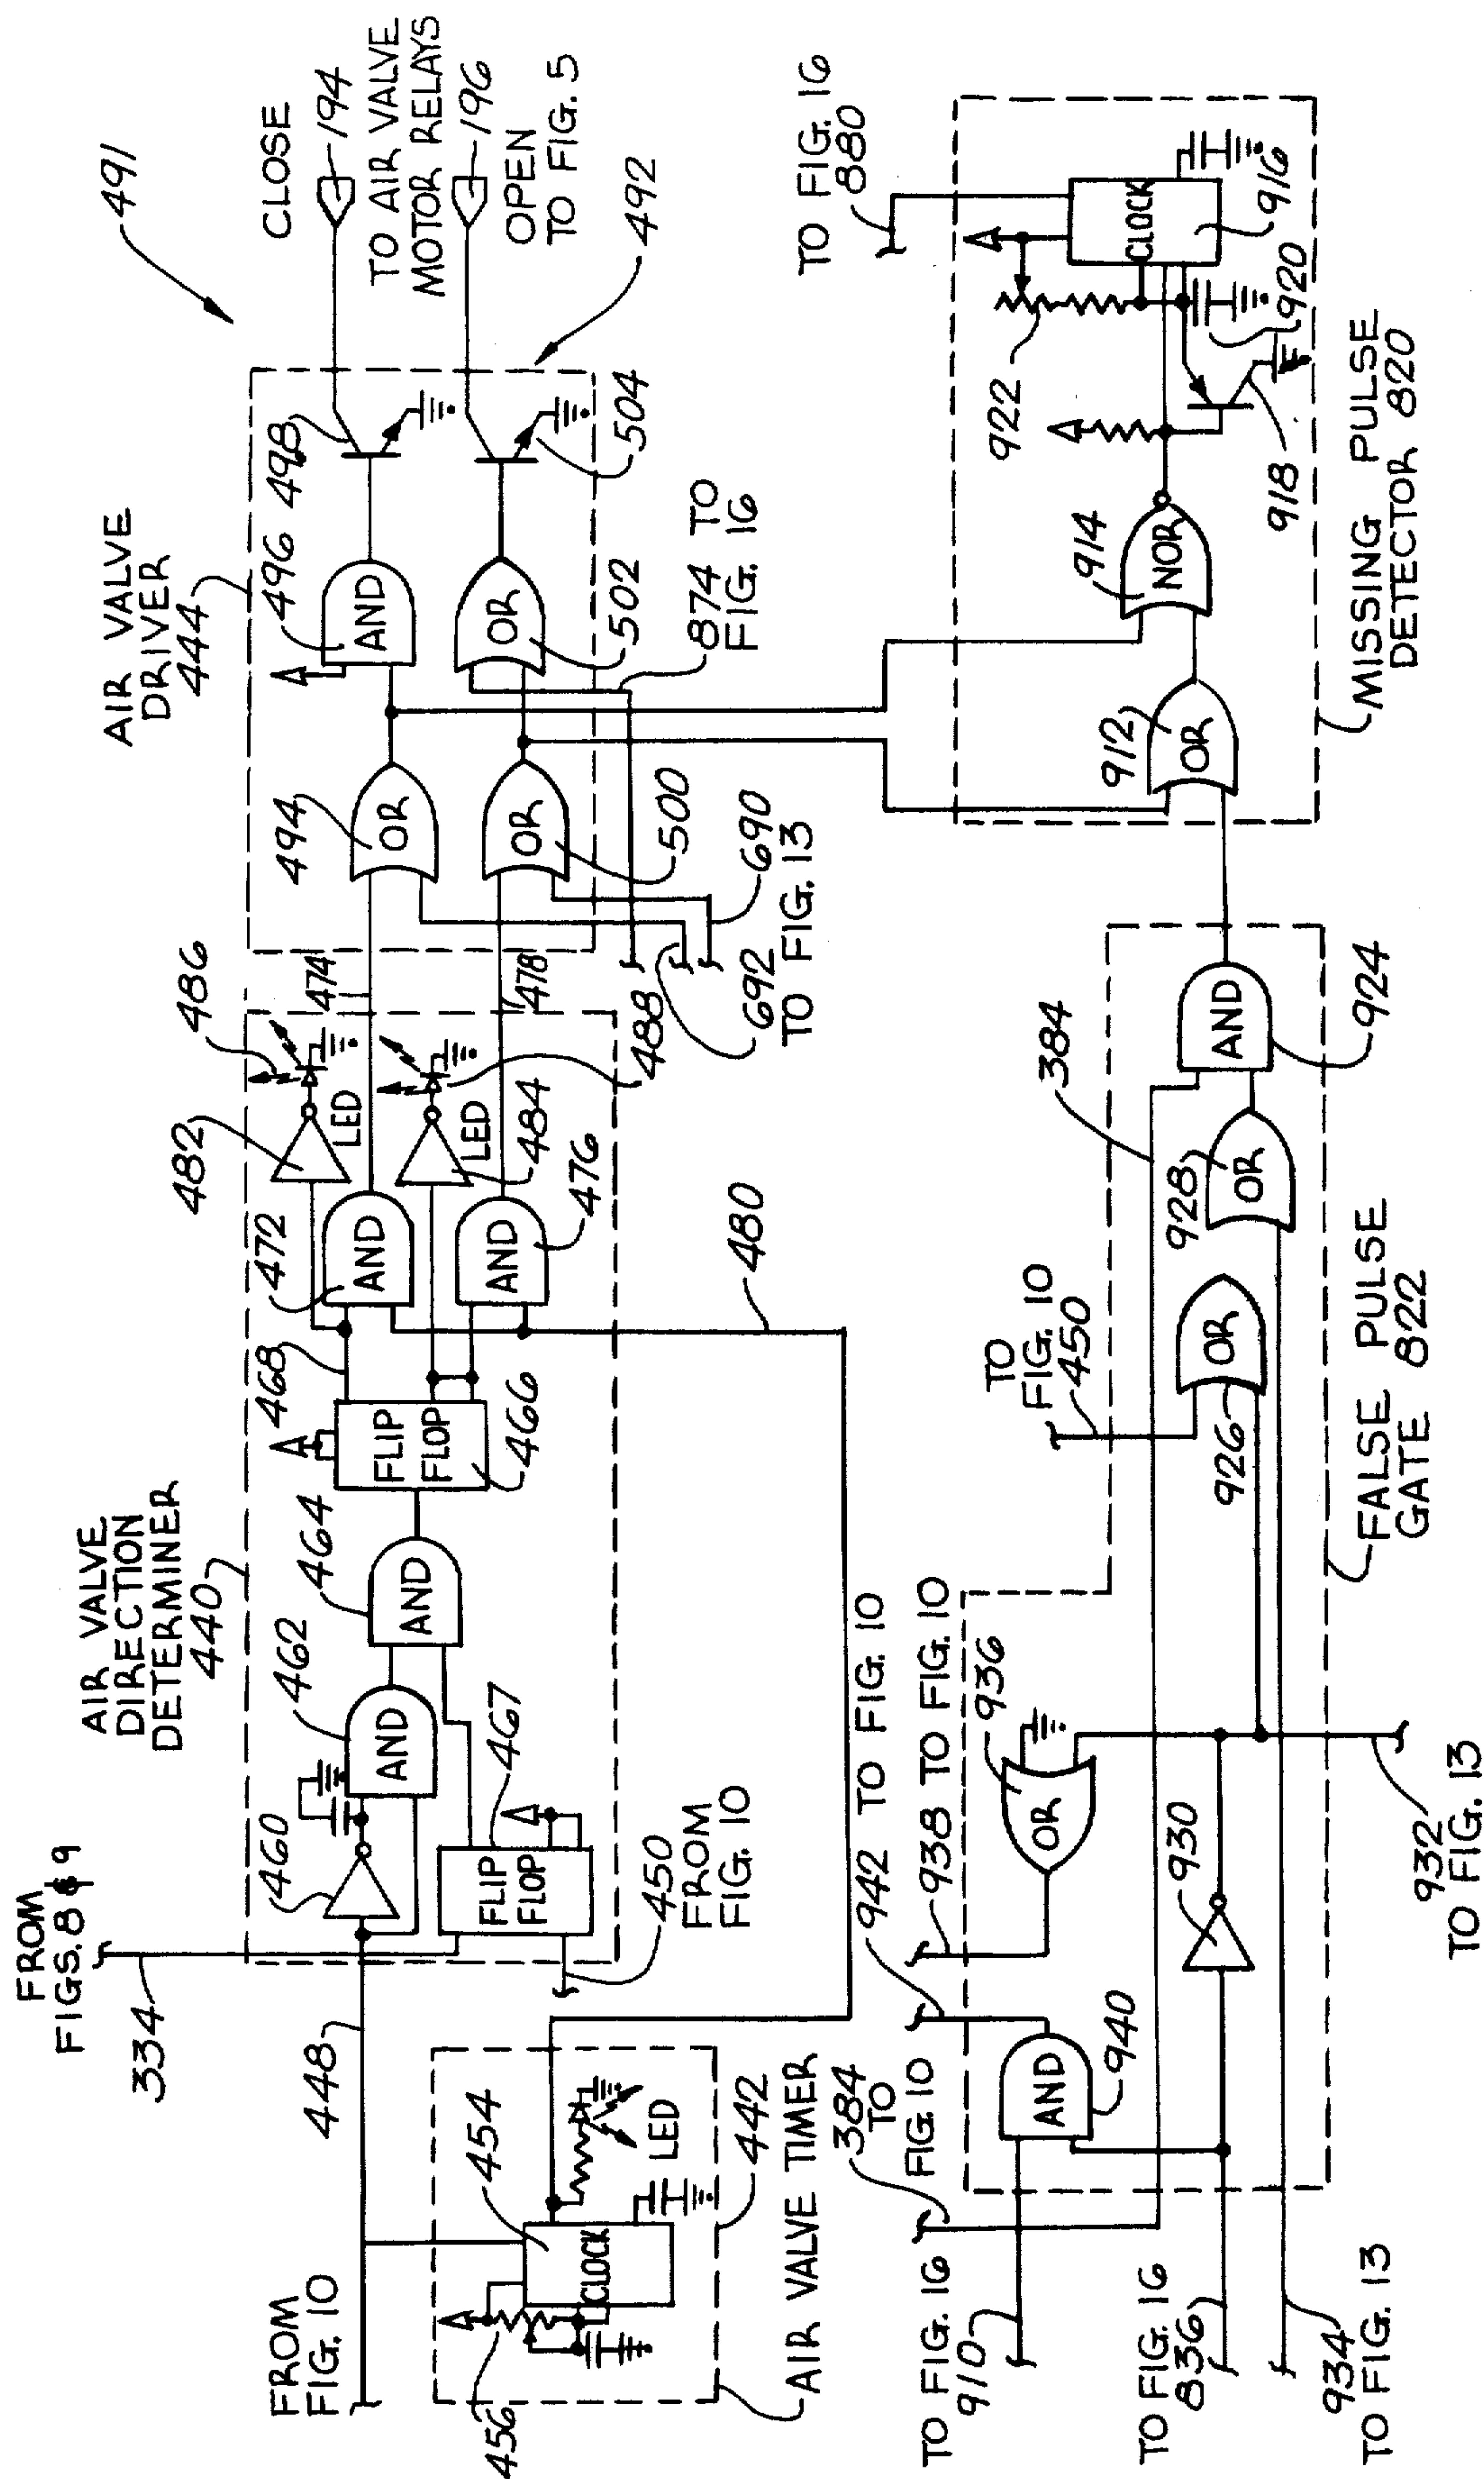 491
CLOSE
194
TO AIR VALVE
MOTOR RELAYS
196
OPEN
TO FIG. 5
492
AIR VALVE
DRIVER
444
496
AND
498
494
OR
OR
500
OR
502
504
874 TO
FIG. 16
690
692
TO FIG. 13
486
474
478
488
482
LED
LED
484
472
AND
AND
476
480
468
FLIP
FLOP
466
AIR VALVE
DIRECTION
DETERMINER
440
464
AND
462
AND
460
467
FLIP
FLOP
450
FROM
FIG. 10
FROM
FIGS. 8 & 9
334
448
FROM
FIG. 10
454
CLOCK
456
LED
442
AIR VALVE TIMER
TO FIG. 16
880
CLOCK
916
920
922
918
914
NOR
912
OR
MISSING PULSE
DETECTOR 820
384
AND
924
928
OR
TO
FIG. 10
450
OR
926
FALSE PULSE
GATE 822
942 TO FIG. 10
938 TO FIG. 10
936
OR
930
932
TO FIG. 13
AND
940
384
TO
FIG. 10
TO FIG. 16
910
TO FIG. 16
836
934
TO FIG. 13